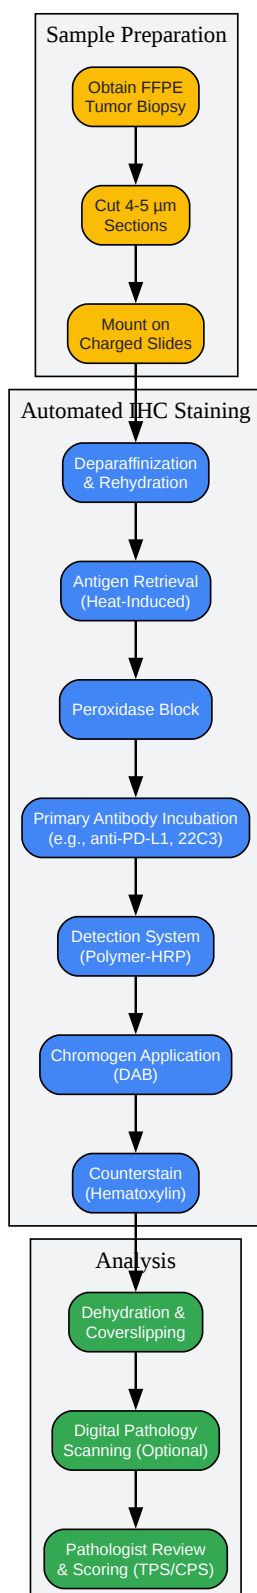 Sample Preparation
Obtain FFPE
Tumor Biopsy
Cut 4-5 µm
Sections
Mount on
Charged Slides
Automated IHC Staining
Deparaffinization
& Rehydration
Antigen Retrieval
(Heat-Induced)
Peroxidase Block
Primary Antibody Incubation
(e.g., anti-PD-L1, 22C3)
Detection System
(Polymer-HRP)
Chromogen Application
(DAB)
Counterstain
(Hematoxylin)
Analysis
Dehydration &
Coverslipping
Digital Pathology
Scanning (Optional)
Pathologist Review
& Scoring (TPS/CPS)